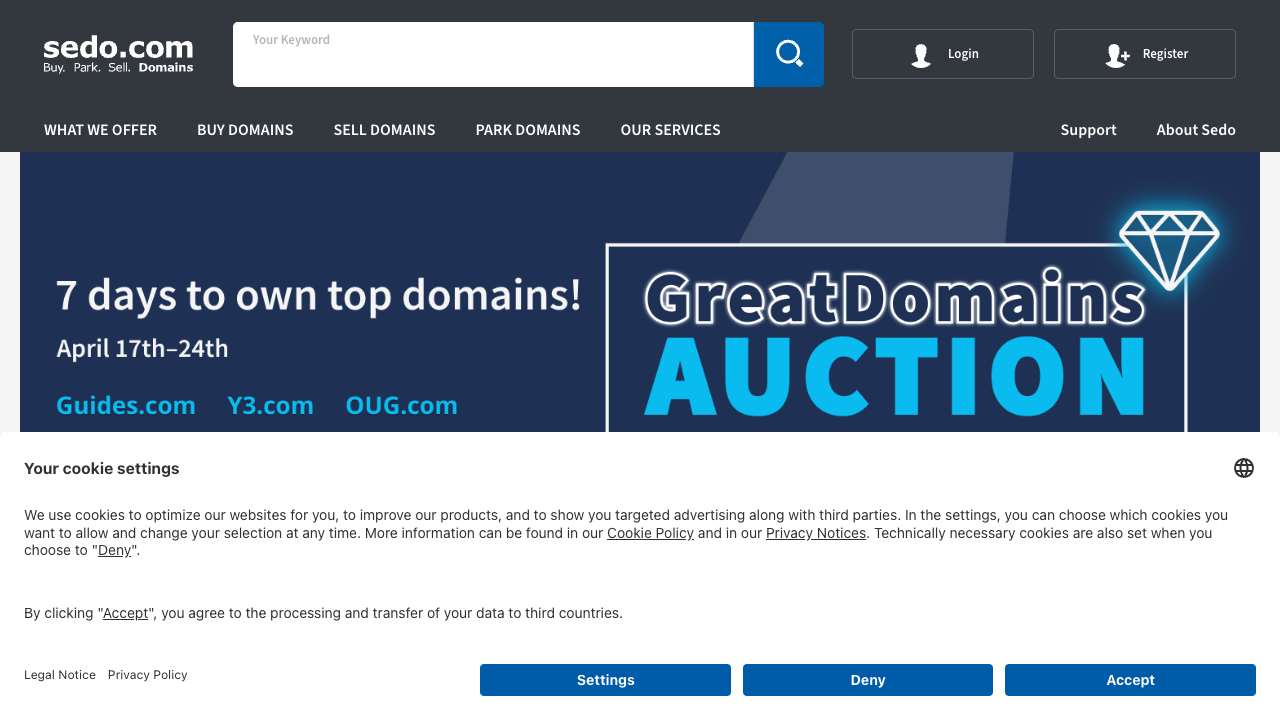 sedo.com
Buy. Park. Sell. Domains
Your Keyword
Login
Register
WHAT WE OFFER
BUY DOMAINS
SELL DOMAINS
PARK DOMAINS
OUR SERVICES
Support
About Sedo
7 days to own top domains!
April 17th–24th
Guides.com Y3.com OUG.com
GreatDomains
AUCTION
Your cookie settings
We use cookies to optimize our websites for you, to improve our products, and to show you targeted advertising along with third parties. In the settings, you can choose which cookies you
want to allow and change your selection at any time. More information can be found in our Cookie Policy and in our Privacy Notices. Technically necessary cookies are also set when you
choose to "Deny".
By clicking "Accept", you agree to the processing and transfer of your data to third countries.
Legal Notice
Privacy Policy
Settings
Deny
Accept